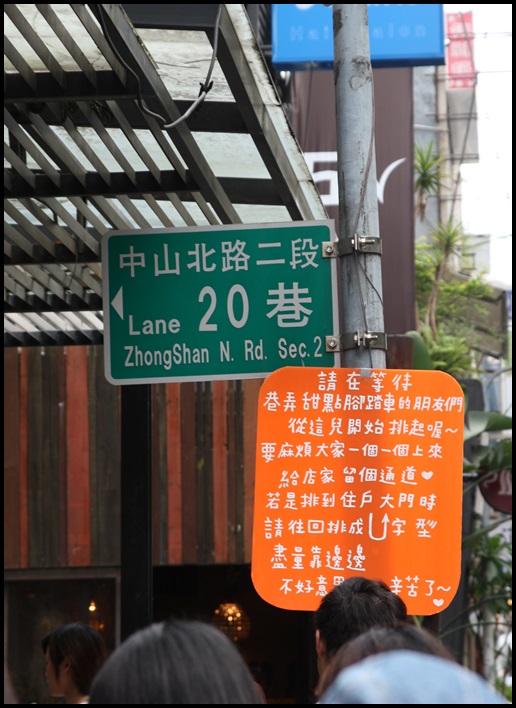 Hair Salon
中山北路二段
Lane 20 巷
ZhongShan N. Rd. Sec.2
請在等待
巷弄甜點腳踏車的朋友們
從這兒開始排起喔~
要麻煩大家一個一個上來
給店家留個通道♥
若是排到住戶大門時
請往回排成U字型
盡量靠邊邊
不好意思 辛苦了~♥